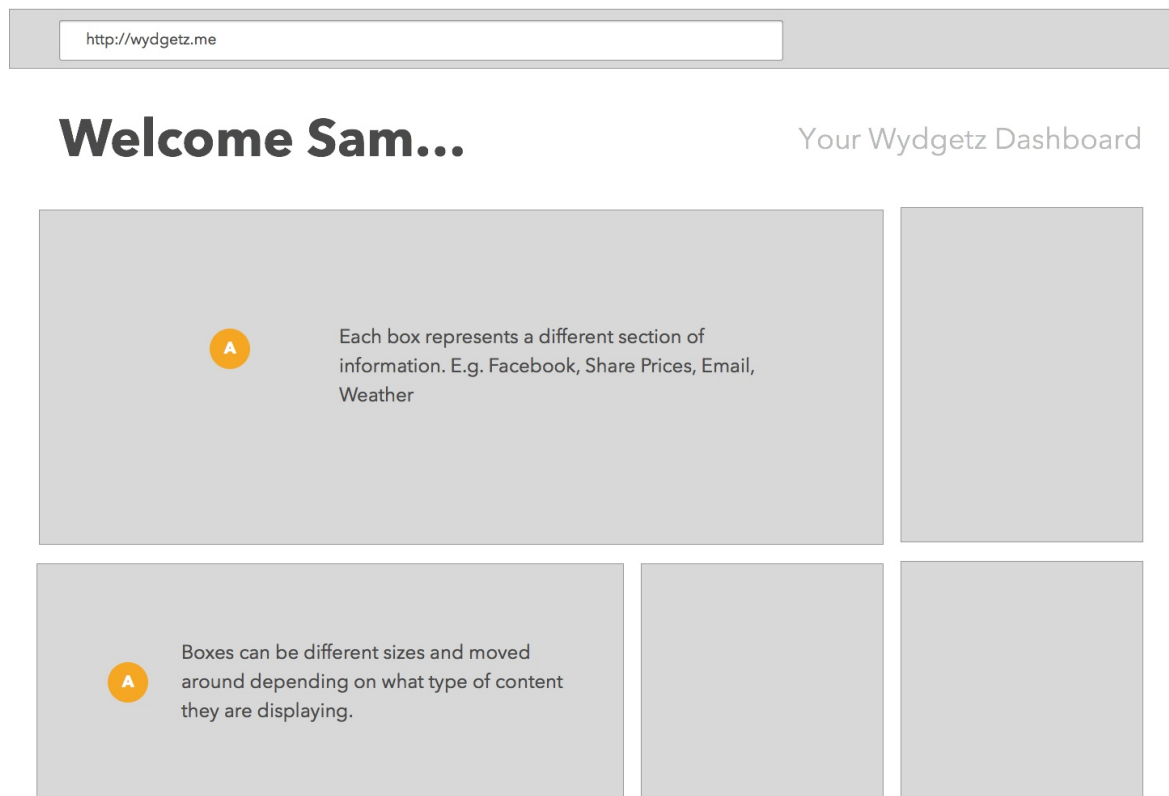 http://wydgetz.me
Welcome Sam...
Your Wydgetz Dashboard
A
Each box represents a different section of
information. E.g. Facebook, Share Prices, Email,
Weather
A
Boxes can be different sizes and moved
around depending on what type of content
they are displaying.